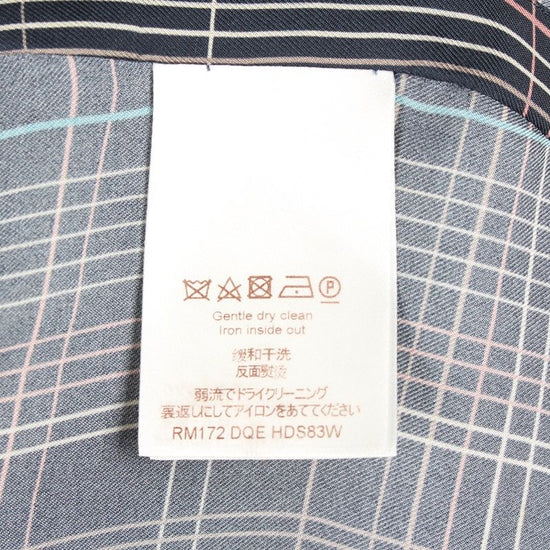 P
Gentle dry clean
Iron inside out
缓和干洗
反面熨烫
弱流でドライクリーニング
裏返しにしてアイロンをあててください
RM172 DQE HDS83W